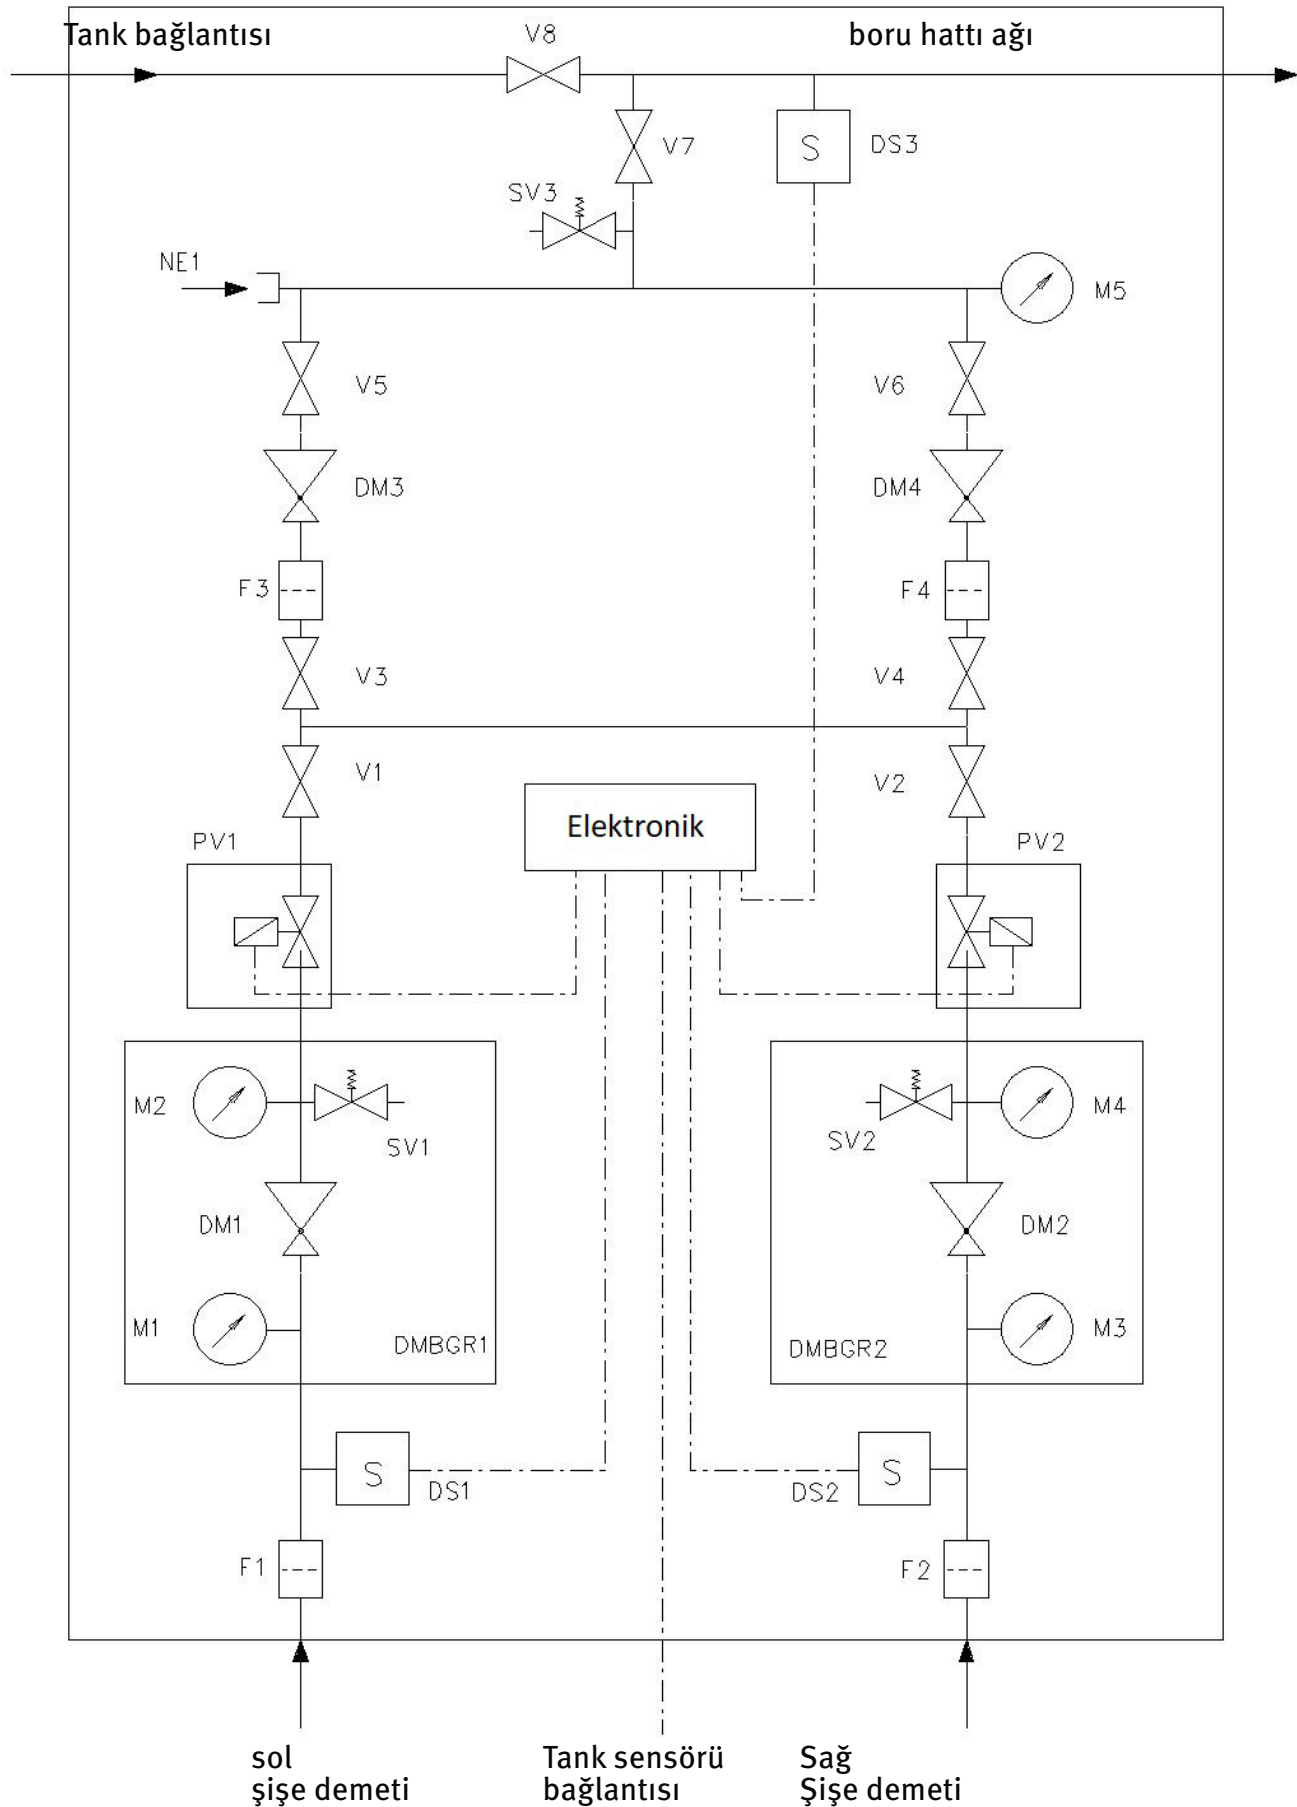 Tank bağlantısı
V8
boru hattı ağı
V7
S
DS3
SV3
NE1
M5
V5
V6
DM3
DM4
F3
F4
V3
V4
V1
V2
Elektronik
PV1
PV2
M2
M4
SV1
SV2
DM1
DM2
M1
M3
DMBGR1
DMBGR2
S
S
DS1
DS2
F1
F2
sol
şişe demeti
Tank sensörü
bağlantısı
Sağ
Şişe demeti